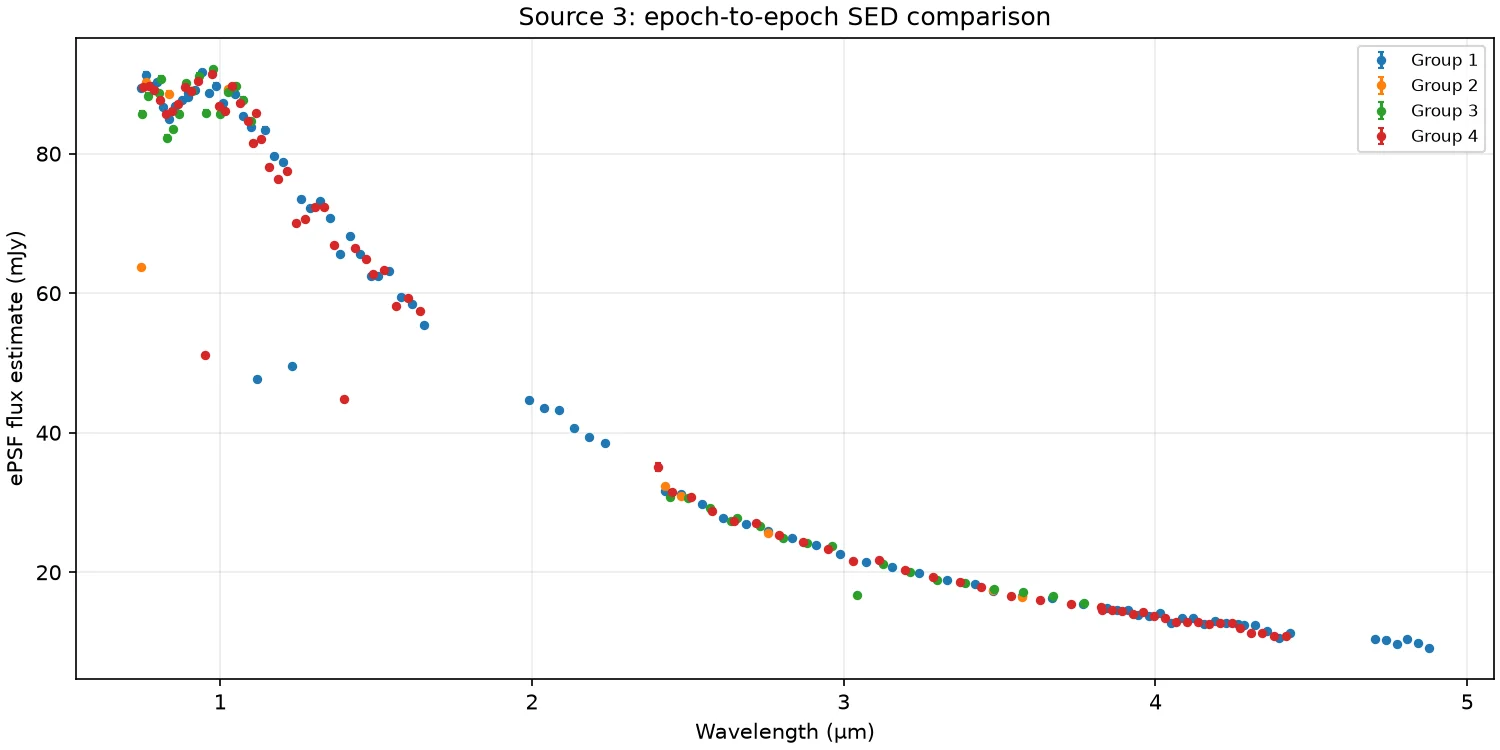 Source 3: epoch-to-epoch SED comparison
ePSF flux estimate (mJy)
80
60
40
20
Group 1
Group 2
Group 3
Group 4
1 2 3 4 5
Wavelength (μm)